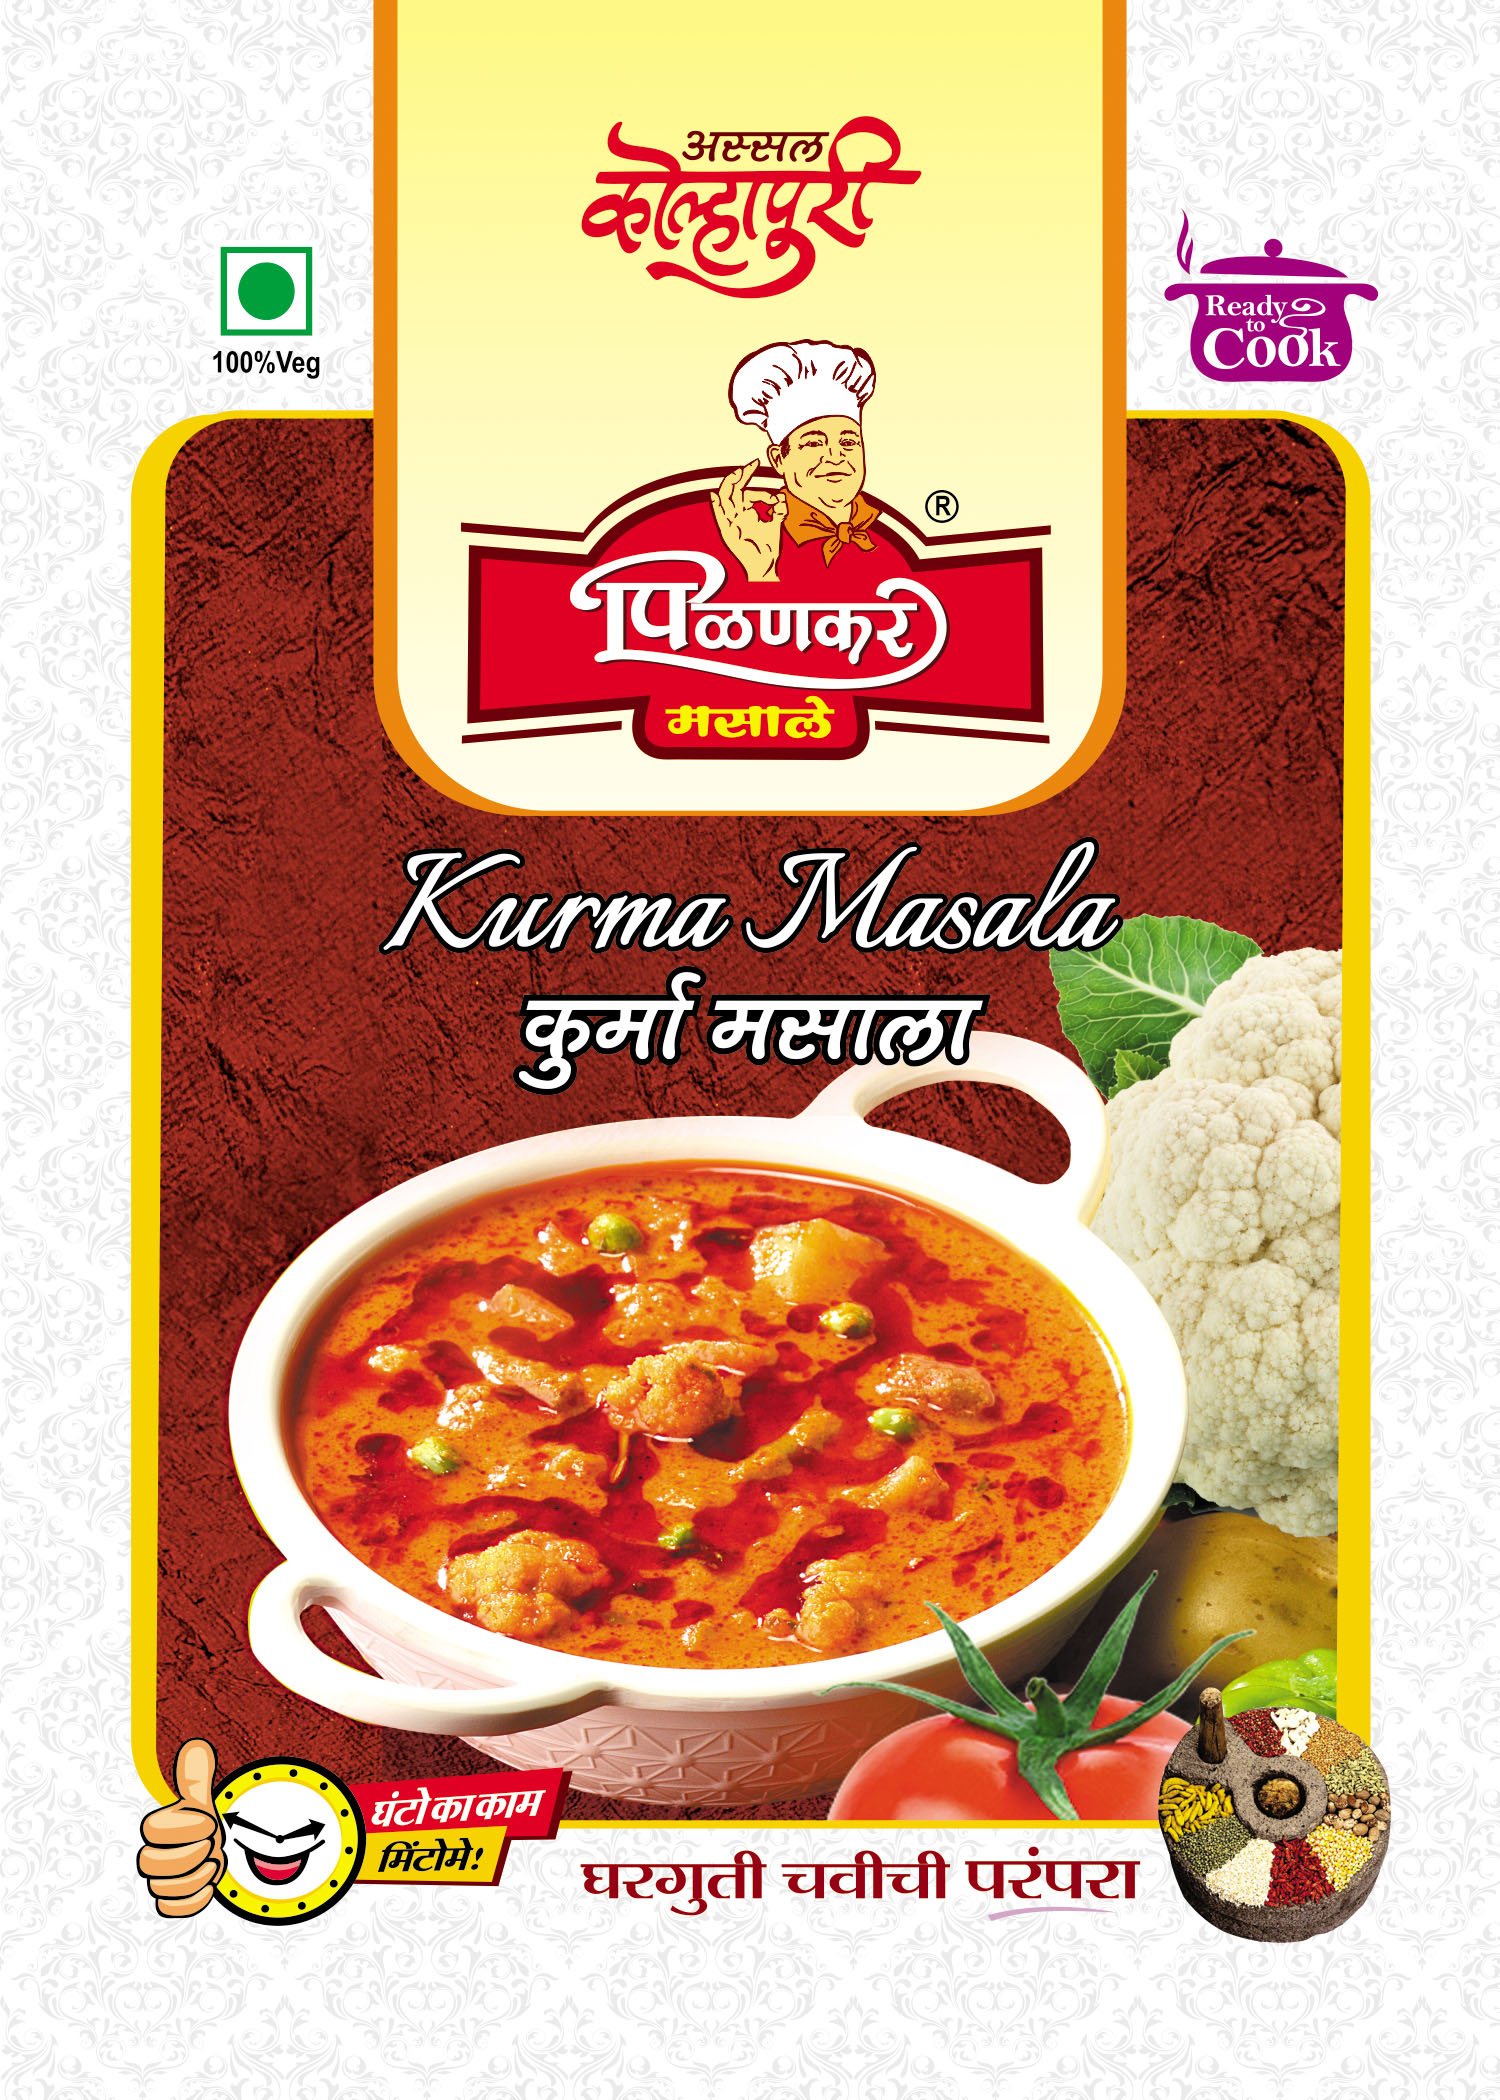 अस्सल
कोल्हापुरी
100%Veg
Ready
to
Cook
®
पिळणकर
मसाले
Kurma Masala
कुर्मा मसाला
घंटो का काम
मिंटोमे!
घरगुती चवीची परंपरा